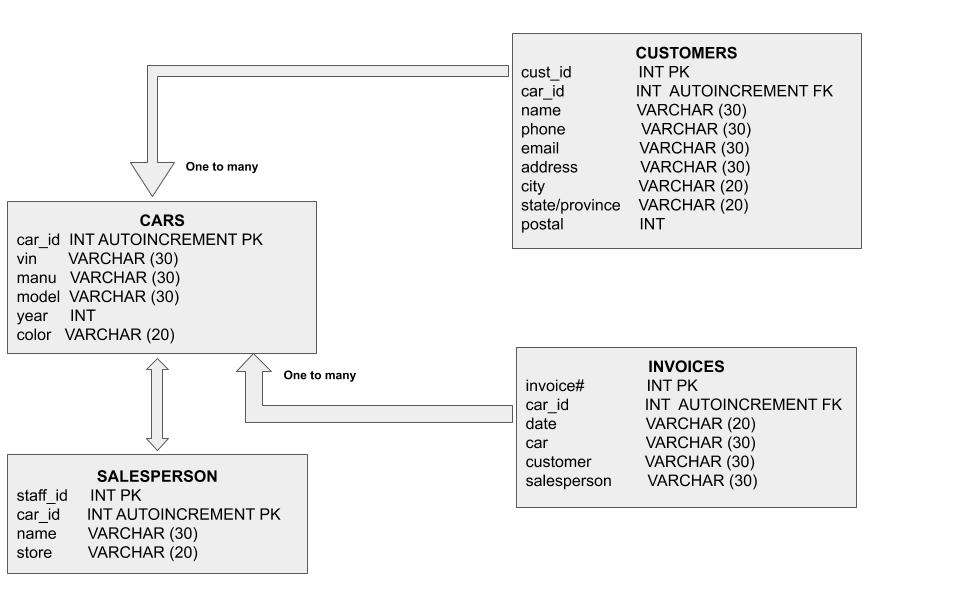 CUSTOMERS
cust_id INT PK
car_id INT AUTOINCREMENT FK
name VARCHAR (30)
phone VARCHAR (30)
email VARCHAR (30)
address VARCHAR (30)
city VARCHAR (20)
state/province VARCHAR (20)
postal INT
One to many
CARS
car_id INT AUTOINCREMENT PK
vin VARCHAR (30)
manu VARCHAR (30)
model VARCHAR (30)
year INT
color VARCHAR (20)
One to many
INVOICES
invoice# INT PK
car_id INT AUTOINCREMENT FK
date VARCHAR (20)
car VARCHAR (30)
customer VARCHAR (30)
salesperson VARCHAR (30)
SALESPERSON
staff_id INT PK
car_id INT AUTOINCREMENT PK
name VARCHAR (30)
store VARCHAR (20)